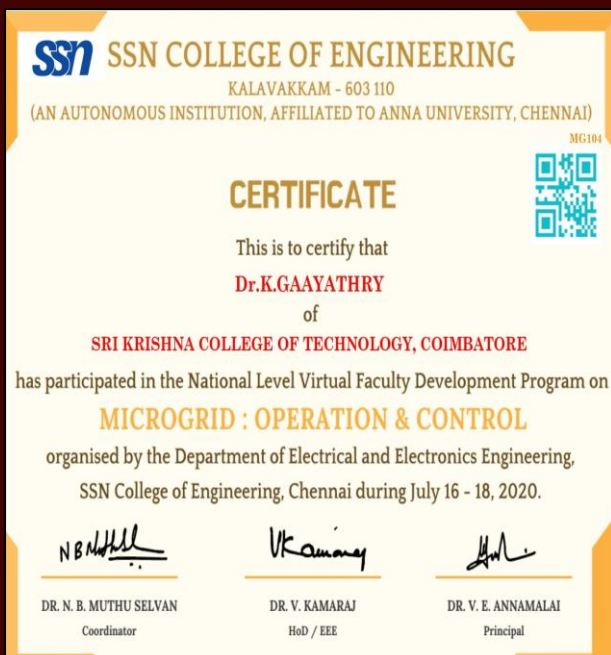 SSN SSN COLLEGE OF ENGINEERING
KALAVAKKAM - 603 110
(AN AUTONOMOUS INSTITUTION, AFFILIATED TO ANNA UNIVERSITY, CHENNAI)
MG104
CERTIFICATE
This is to certify that
Dr.K.GAAYATHRY
of
SRI KRISHNA COLLEGE OF TECHNOLOGY, COIMBATORE
has participated in the National Level Virtual Faculty Development Program on
MICROGRID : OPERATION & CONTROL
organised by the Department of Electrical and Electronics Engineering,
SSN College of Engineering, Chennai during July 16 - 18, 2020.
DR. N. B. MUTHU SELVAN DR. V. KAMARAJ DR. V. E. ANNAMALAI
Coordinator HoD / EEE Principal